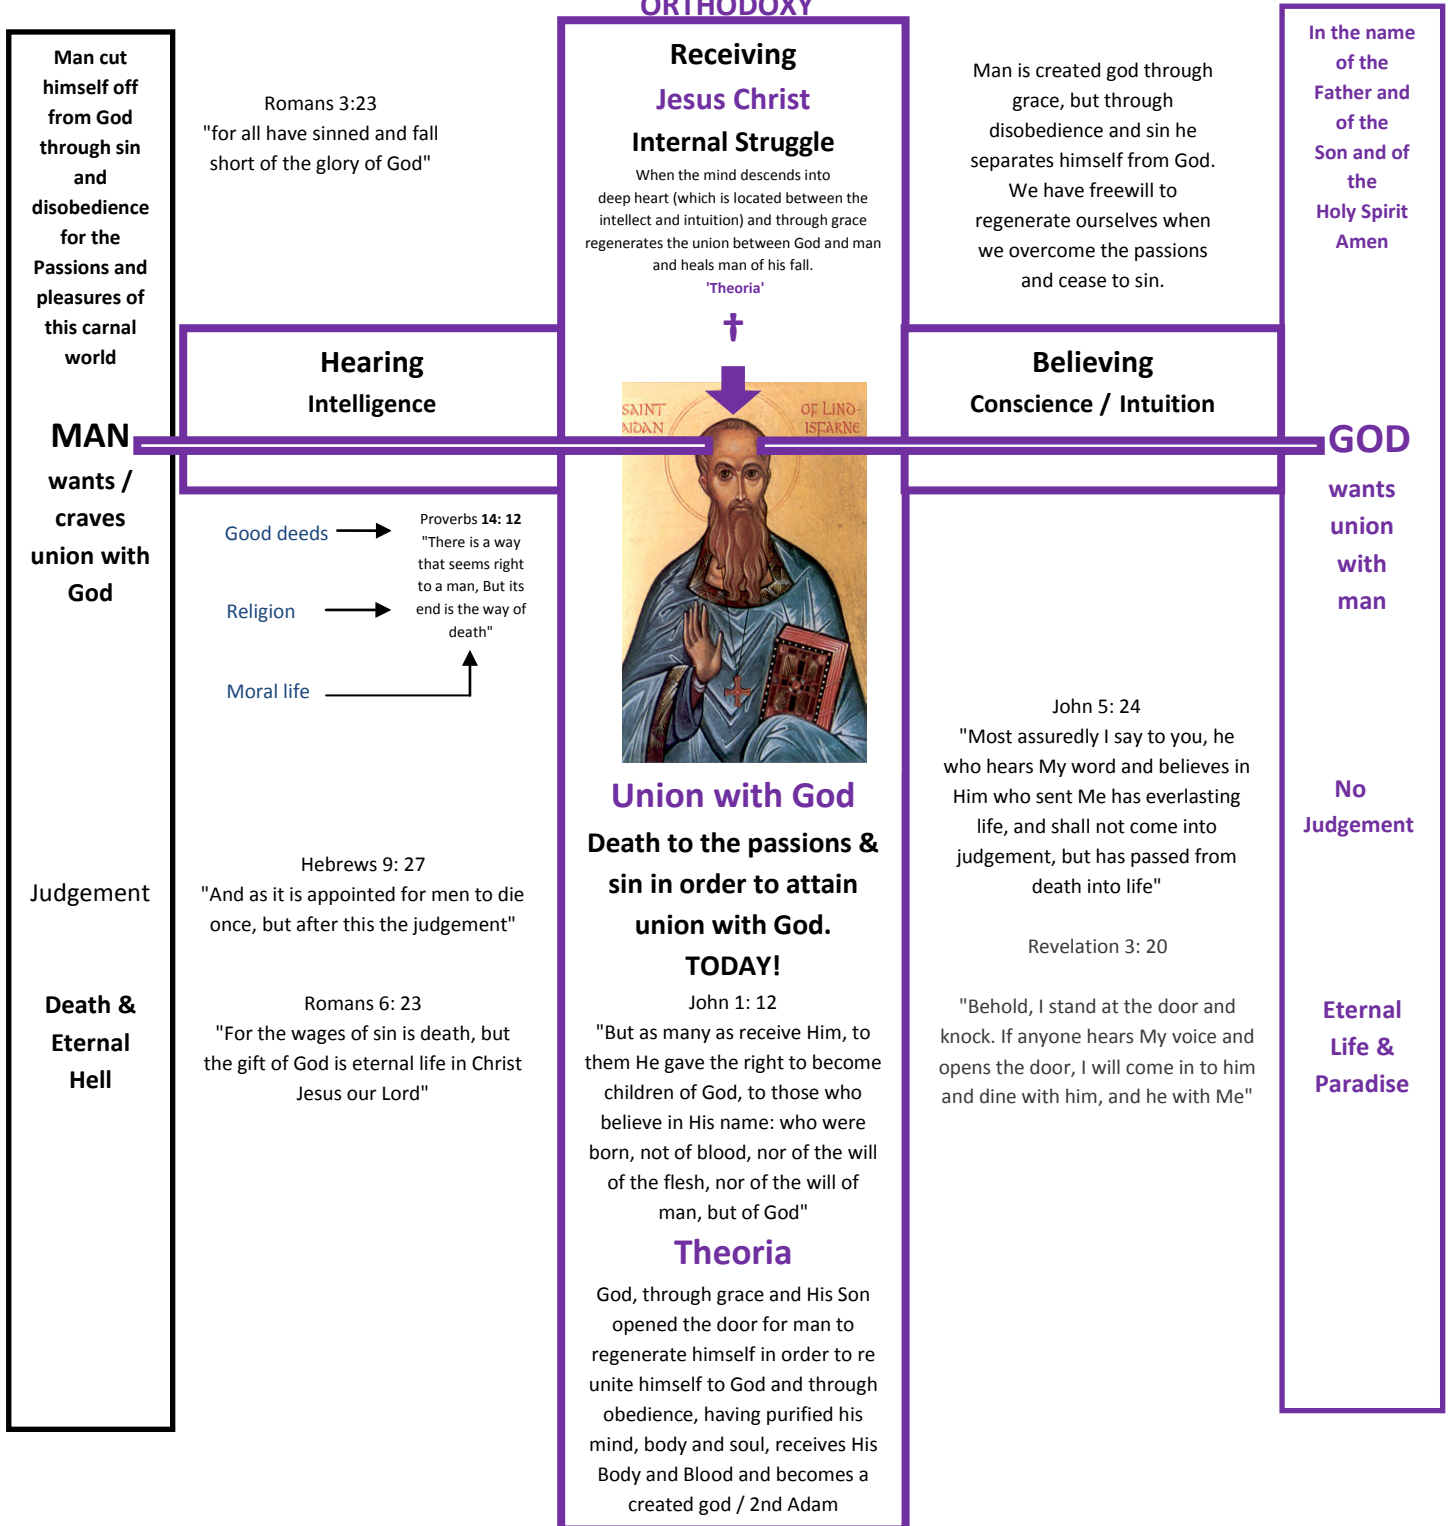 ORTHODOXY
Man cut
himself off
from God
through sin
and
disobedience
for the
Passions and
pleasures of
this carnal
world
MAN
wants /
craves
union with
God
Judgement
Death &
Eternal
Hell
Romans 3:23
"for all have sinned and fall
short of the glory of God"
Hearing
Intelligence
Good deeds
Religion
Moral life
Proverbs 14: 12
"There is a way
that seems right
to a man, But its
end is the way of
death"
Hebrews 9: 27
"And as it is appointed for men to die
once, but after this the judgement"
Romans 6: 23
"For the wages of sin is death, but
the gift of God is eternal life in Christ
Jesus our Lord"
Receiving
Jesus Christ
Internal Struggle
When the mind descends into
deep heart (which is located between the
intellect and intuition) and through grace
regenerates the union between God and man
and heals man of his fall.
'Theoria'
SAINT
AIDAN
OF LIND-
ISFARNE
Union with God
Death to the passions &
sin in order to attain
union with God.
TODAY!
John 1: 12
"But as many as receive Him, to
them He gave the right to become
children of God, to those who
believe in His name: who were
born, not of blood, nor of the will
of the flesh, nor of the will of
man, but of God"
Theoria
God, through grace and His Son
opened the door for man to
regenerate himself in order to re
unite himself to God and through
obedience, having purified his
mind, body and soul, receives His
Body and Blood and becomes a
created god / 2nd Adam
Man is created god through
grace, but through
disobedience and sin he
separates himself from God.
We have freewill to
regenerate ourselves when
we overcome the passions
and cease to sin.
Believing
Conscience / Intuition
John 5: 24
"Most assuredly I say to you, he
who hears My word and believes in
Him who sent Me has everlasting
life, and shall not come into
judgement, but has passed from
death into life"
Revelation 3: 20
"Behold, I stand at the door and
knock. If anyone hears My voice and
opens the door, I will come in to him
and dine with him, and he with Me"
In the name
of the
Father and
of the
Son and of
the
Holy Spirit
Amen
GOD
wants
union
with
man
No
Judgement
Eternal
Life &
Paradise